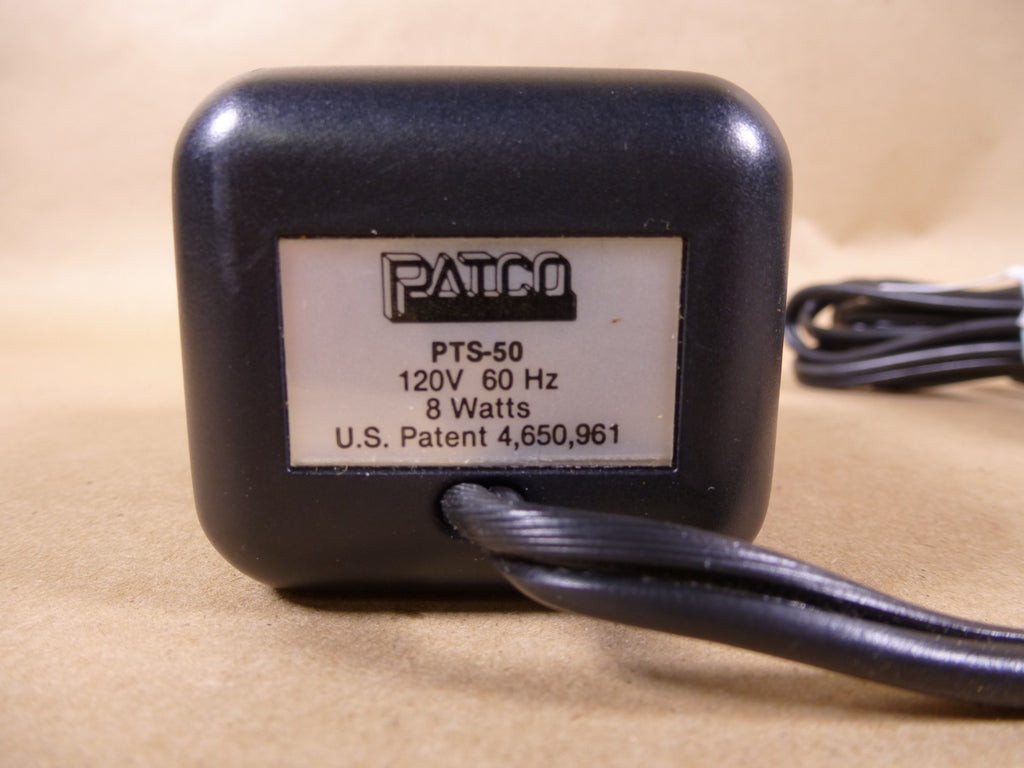 PATCO
PTS-50
120V 60 Hz
8 Watts
U.S. Patent 4,650,961